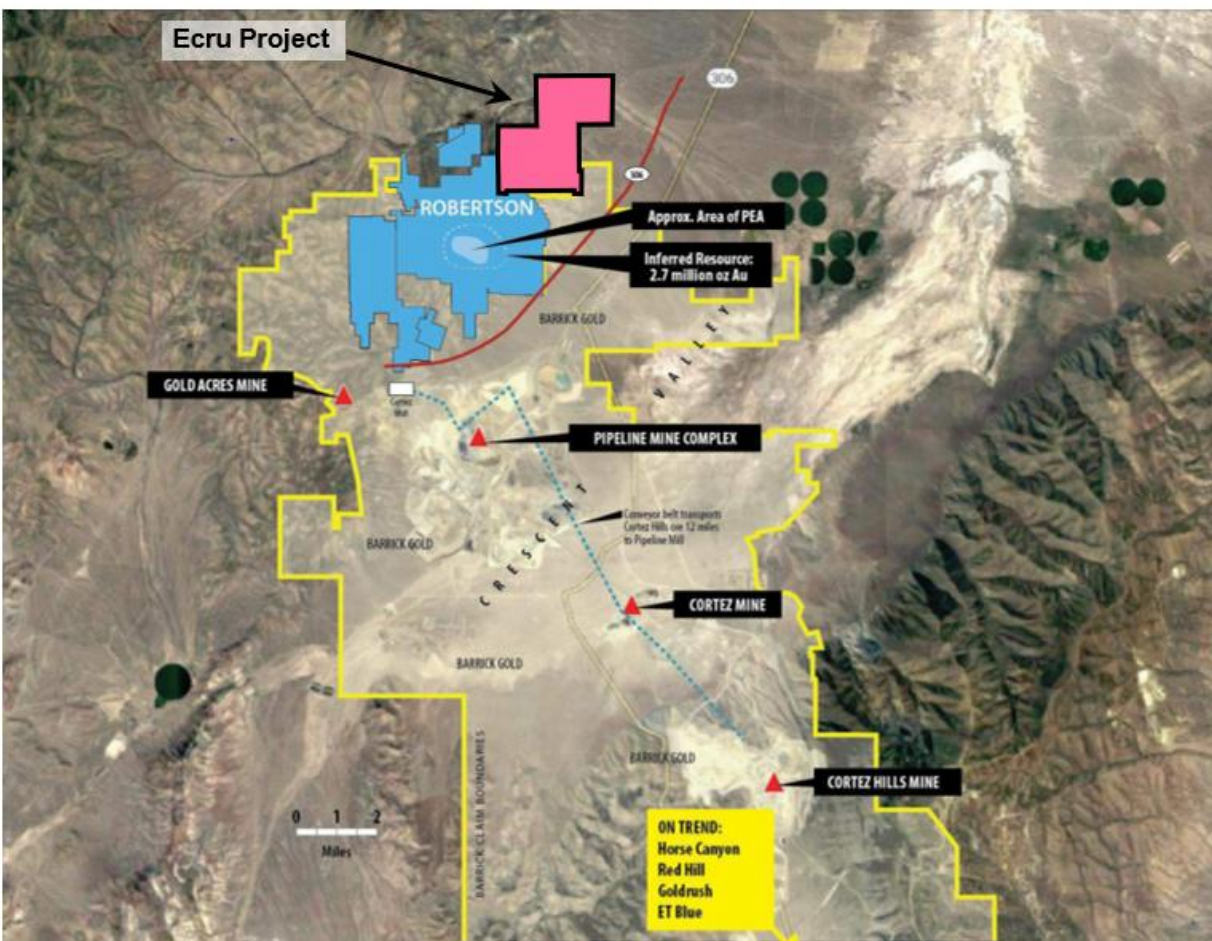 Ecru Project
306
306
ROBERTSON
Approx. Area of PEA
Inferred Resource:
2.7 million oz Au
BARRICK GOLD
VALLEY
GOLD ACRES MINE
Cortez
Mill
PIPELINE MINE COMPLEX
CRESCENT
Conveyor belt transports
Cortez Hills ore 12 miles
to Pipeline Mill
BARRICK GOLD
CORTEZ MINE
BARRICK GOLD
BARRICK CLAIM BOUNDARIES
BARRICK GOLD
CORTEZ HILLS MINE
0 1 2
Miles
ON TREND:
Horse Canyon
Red Hill
Goldrush
ET Blue